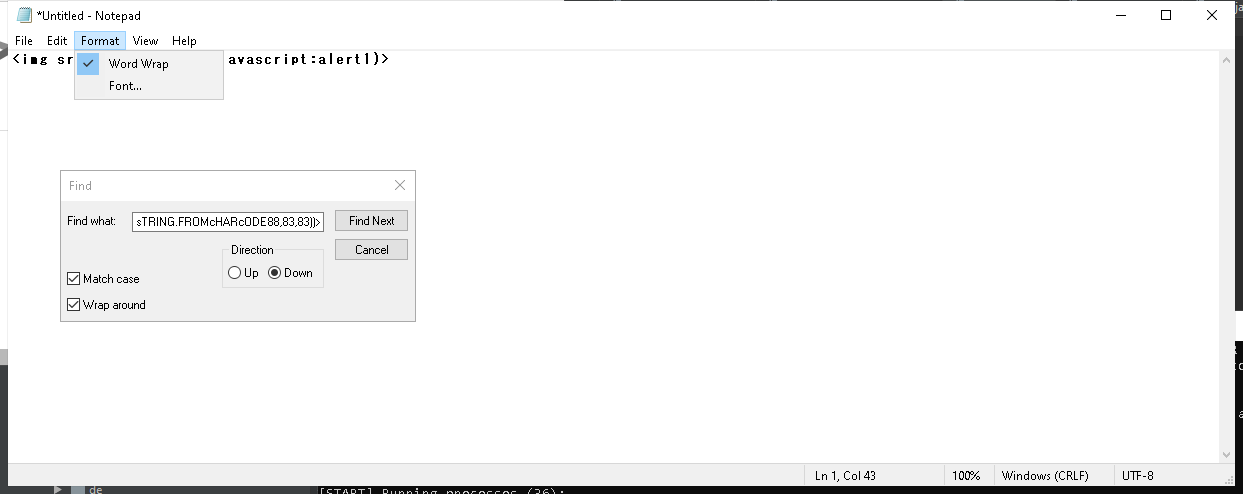 *Untitled - Notepad
File Edit Format View Help
<img sr avascript:alert1)>
Word Wrap
Font...
Find
Find what: sTRING.FROMcHARcODE88,83,83))> Find Next
Direction Cancel
Up Down
Match case
Wrap around
Ln 1, Col 43 100% Windows (CRLF) UTF-8
de [START] Running processes (36):